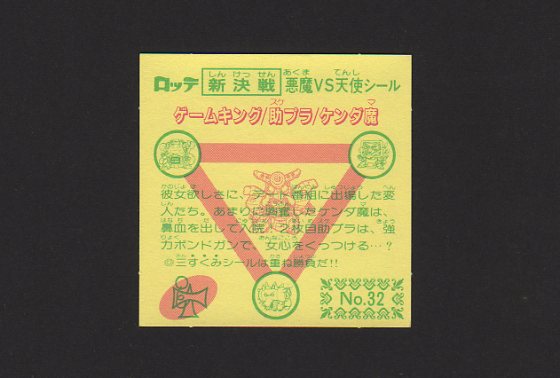 ロッテ 新決戦 悪魔VS天使シール
ゲームキング/助プラ/ケンダ魔
彼女欲しさに、デート番組に出場した変
人たち。あまりに興奮したケンダ魔は、
鼻血を出して入院。2枚目助プラは、強
力ボンドガンで、女心をくっつける…?
◎三すくみシールは重ね勝負だ!!
No.32